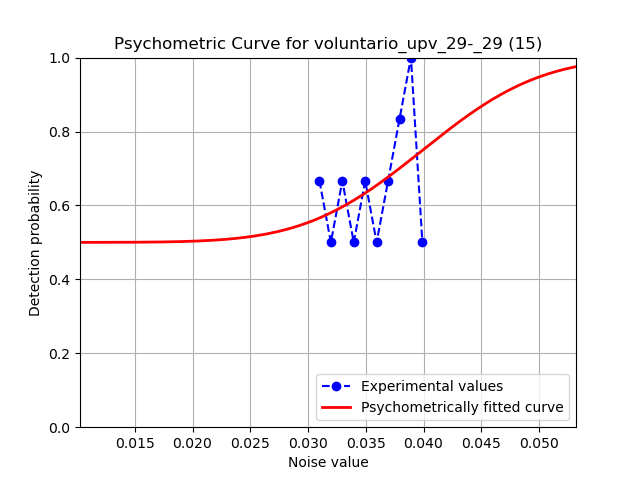 Psychometric Curve for voluntario_upv_29-_29 (15)
1.0
0.8
0.6
0.4
0.2
0.0
Detection probability
0.015 0.020 0.025 0.030 0.035 0.040 0.045 0.050
Noise value
Experimental values
Psychometrically fitted curve